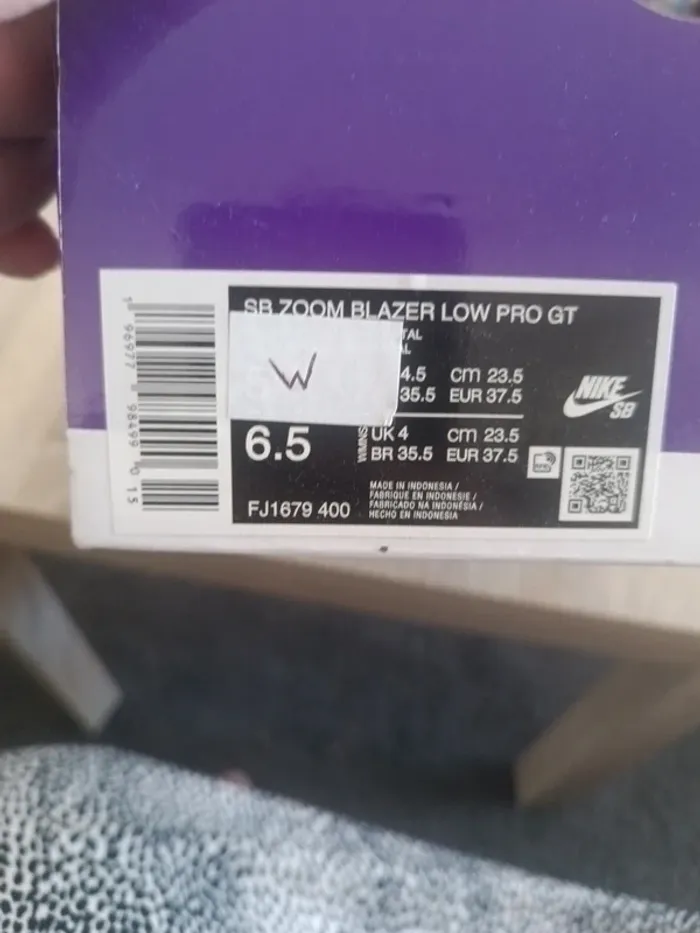 SB ZOOM BLAZER LOW PRO GT
W
4.5 cm 23.5
35.5 EUR 37.5
6.5
WMNS
UK 4 cm 23.5
BR 35.5 EUR 37.5
MADE IN INDONESIA /
FABRIQUE EN INDONESIE /
FABRICADO NA INDONÉSIA /
HECHO EN INDONESIA
FJ1679 400
NIKE
SB
RFID